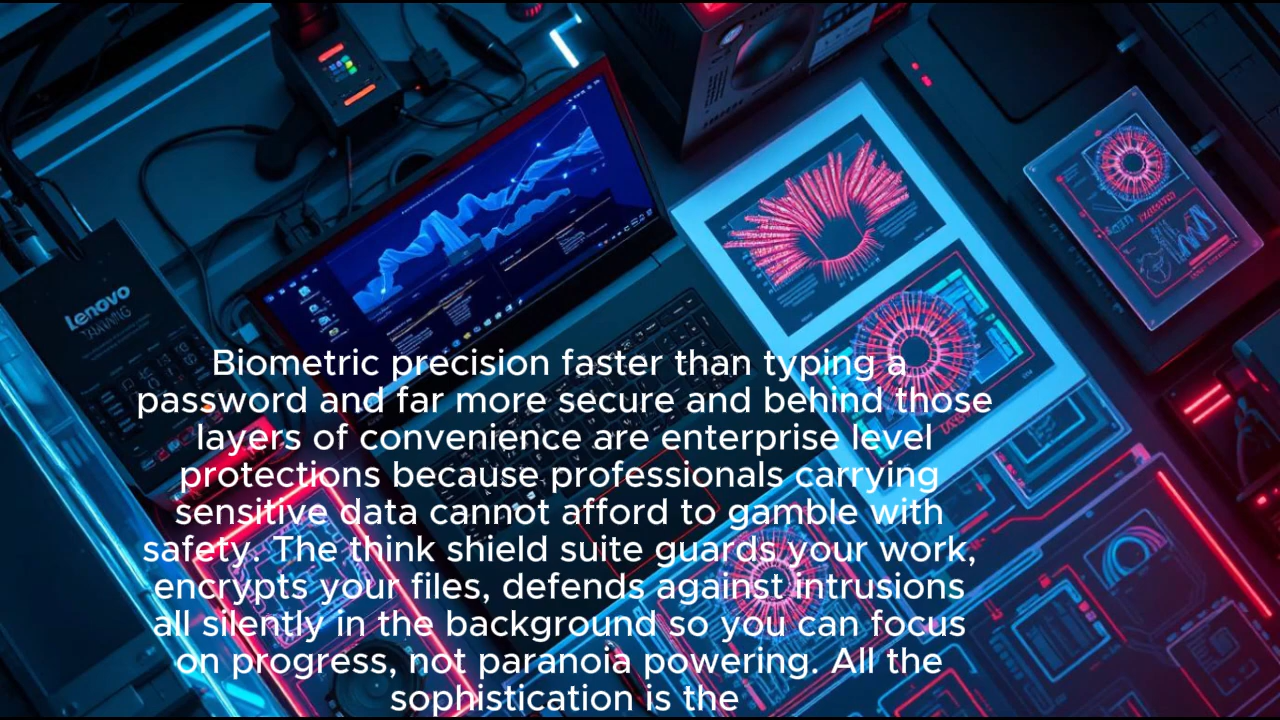 Lenovo
Biometric precision faster than typing a
password and far more secure and behind those
layers of convenience are enterprise level
protections because professionals carrying
sensitive data cannot afford to gamble with
safety. The think shield suite guards your work,
encrypts your files, defends against intrusions
all silently in the background so you can focus
on progress, not paranoia powering. All the
sophistication is the